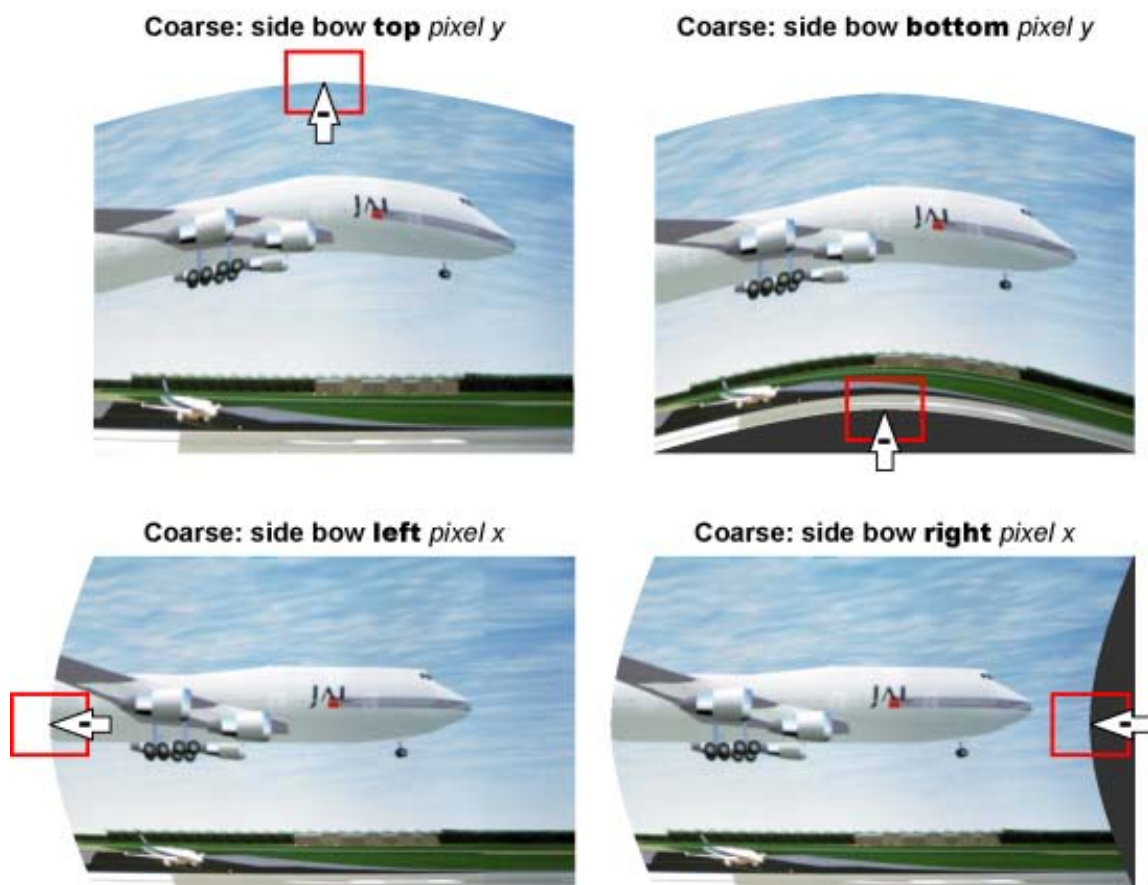 Coarse: side bow top pixel y
Coarse: side bow bottom pixel y
JAL
JAL
Coarse: side bow left pixel x
Coarse: side bow right pixel x
JAL
JAL